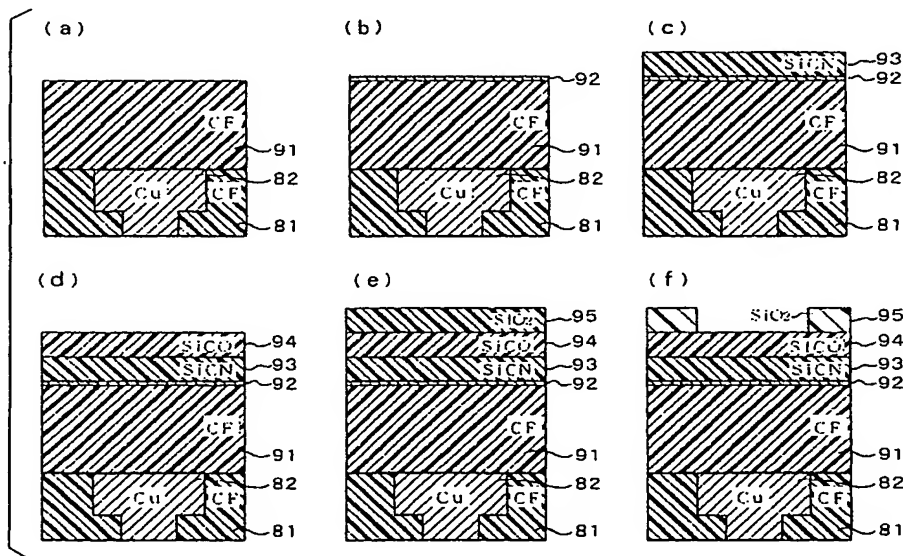 (a)
CF
91
82
Cu
CF
81
(b)
92
CF
91
82
Cu
CF
81
(c)
SiCN
93
92
CF
91
82
Cu
CF
81
(d)
SiCO
94
SiCN
93
92
CF
91
82
Cu
CF
81
(e)
SiO2
95
SiCO
94
SiCN
93
92
CF
91
82
Cu
CF
81
(f)
SiO2
95
SiCO
94
SiCN
93
92
CF
91
82
Cu
CF
81